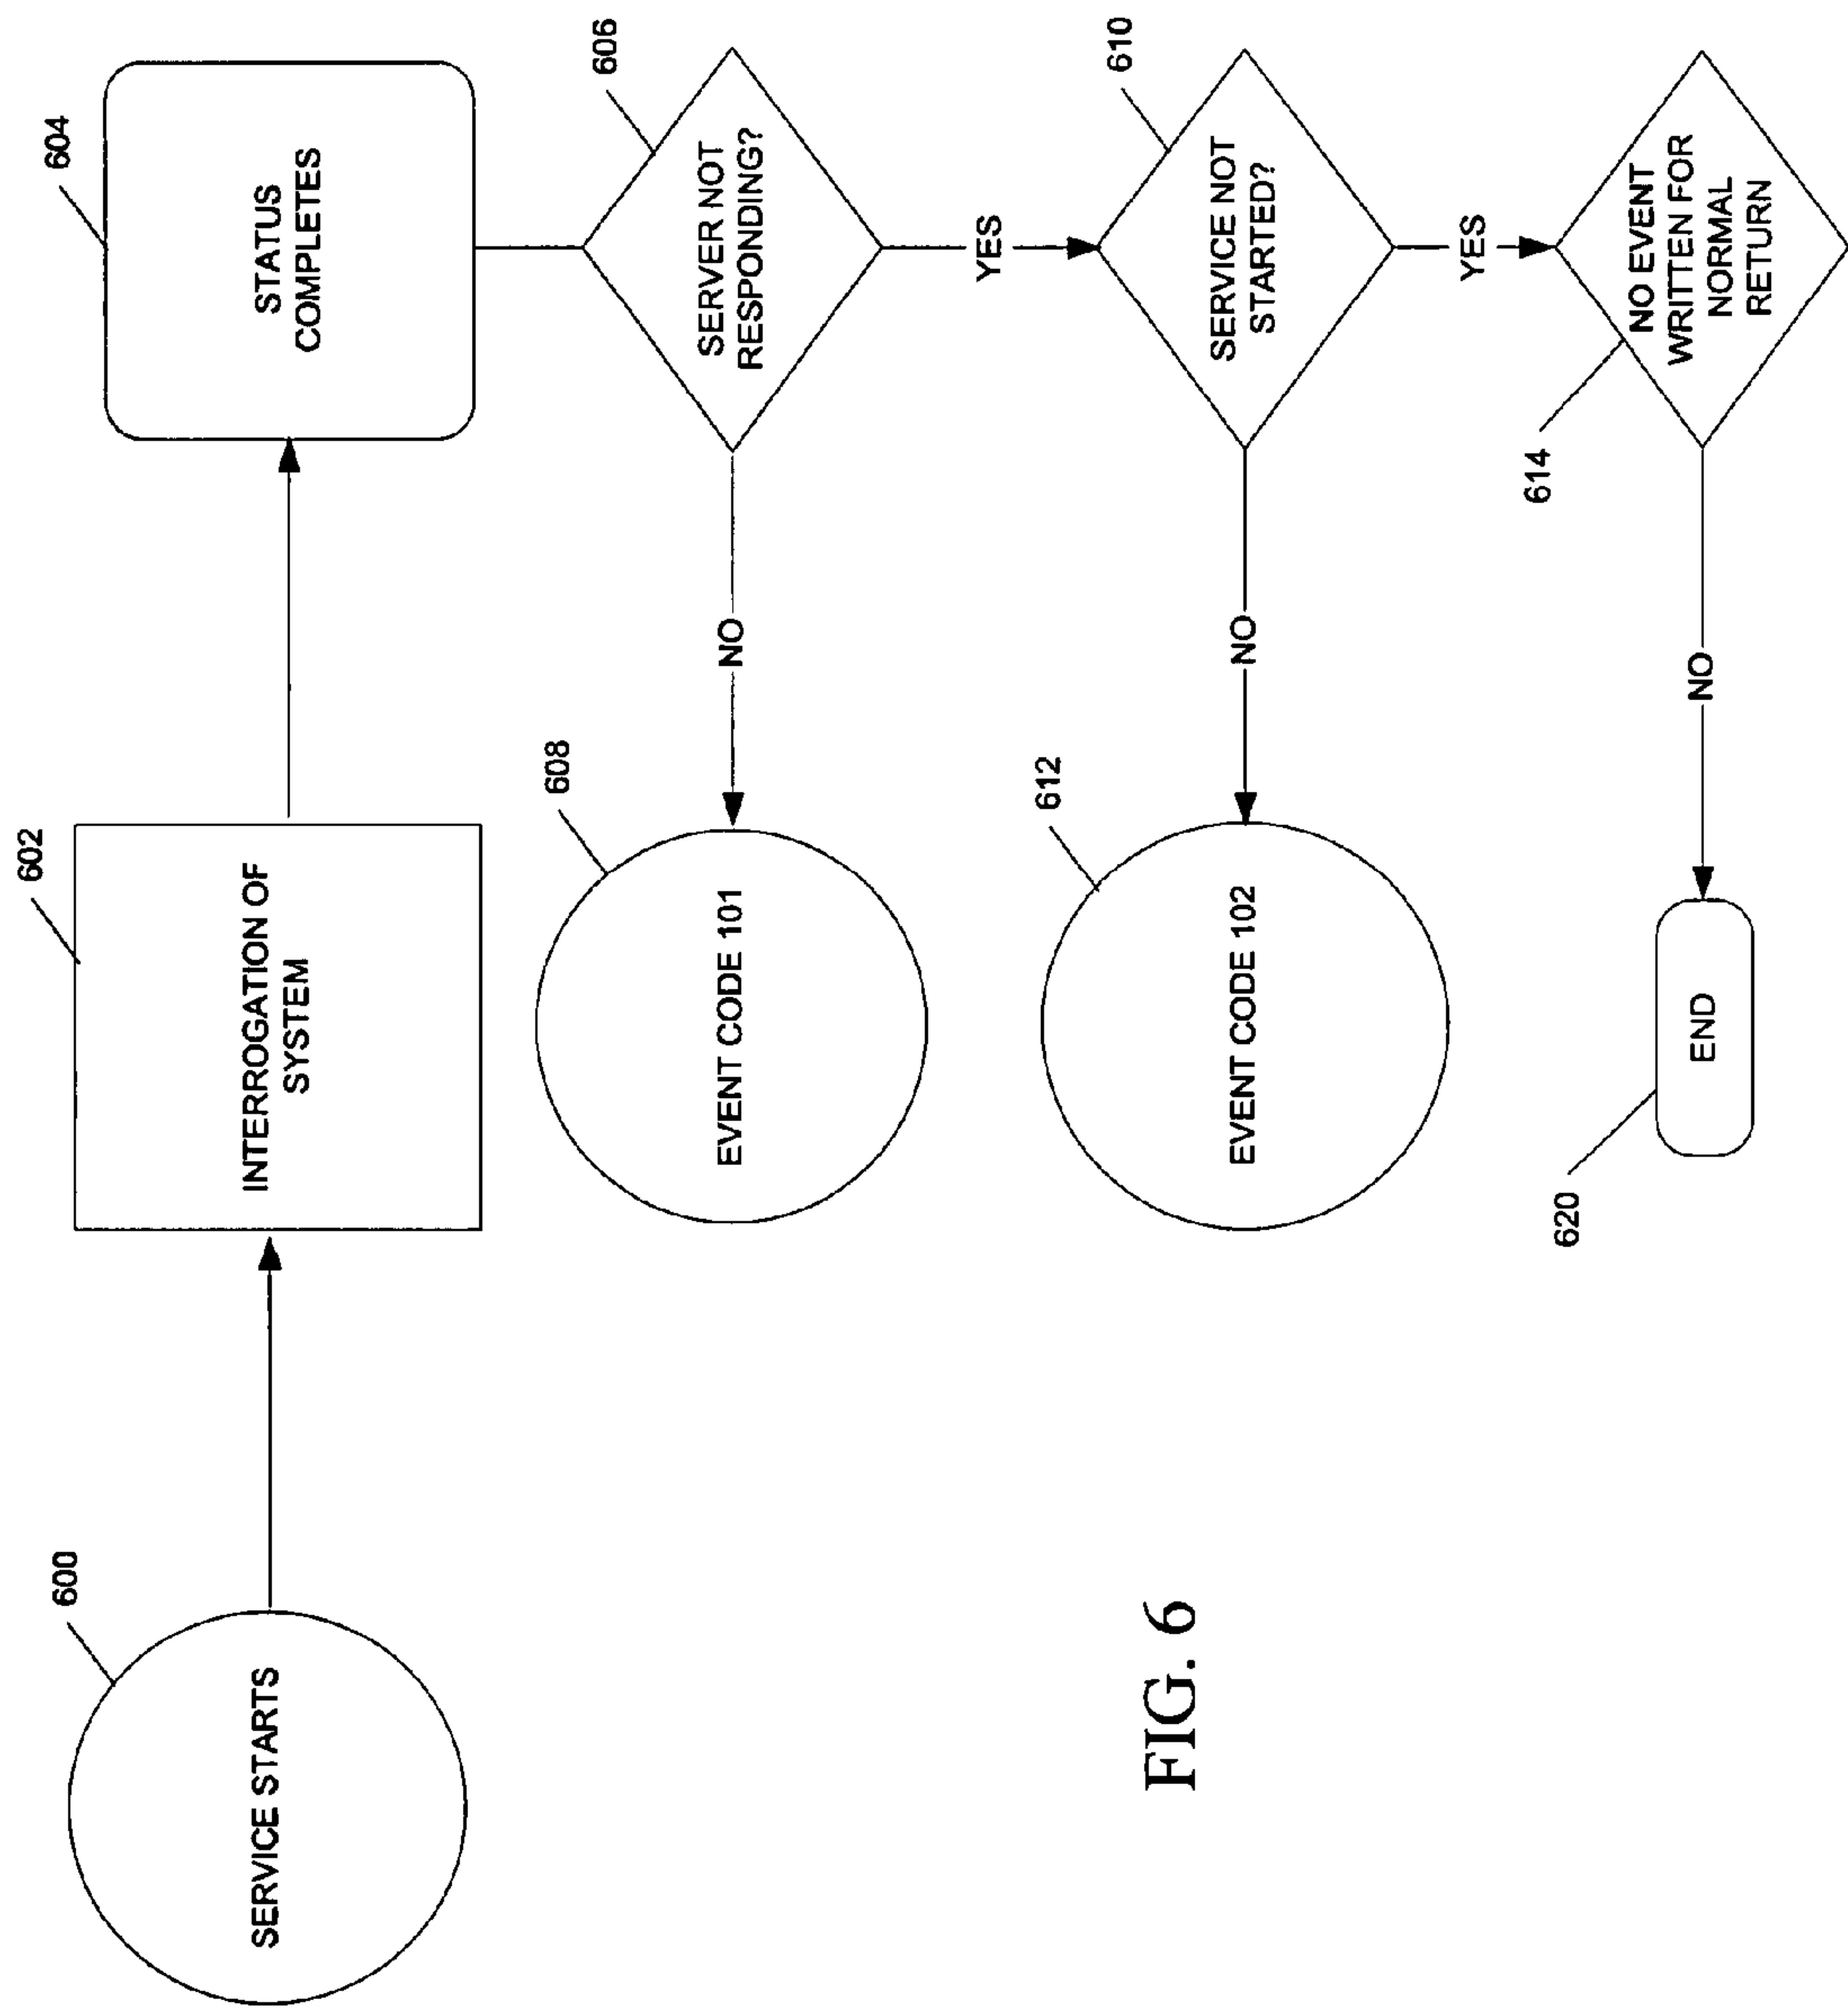 600
SERVICE STARTS
602
INTERROGATION OF
SYSTEM
604
STATUS
COMPLETES
606
SERVER NOT
RESPONDING?
NO
608
EVENT CODE 101
YES
610
SERVICE NOT
STARTED?
NO
612
EVENT CODE 102
YES
614
NO EVENT
WRITTEN FOR
NORMAL
RETURN
NO
620
END
FIG. 6